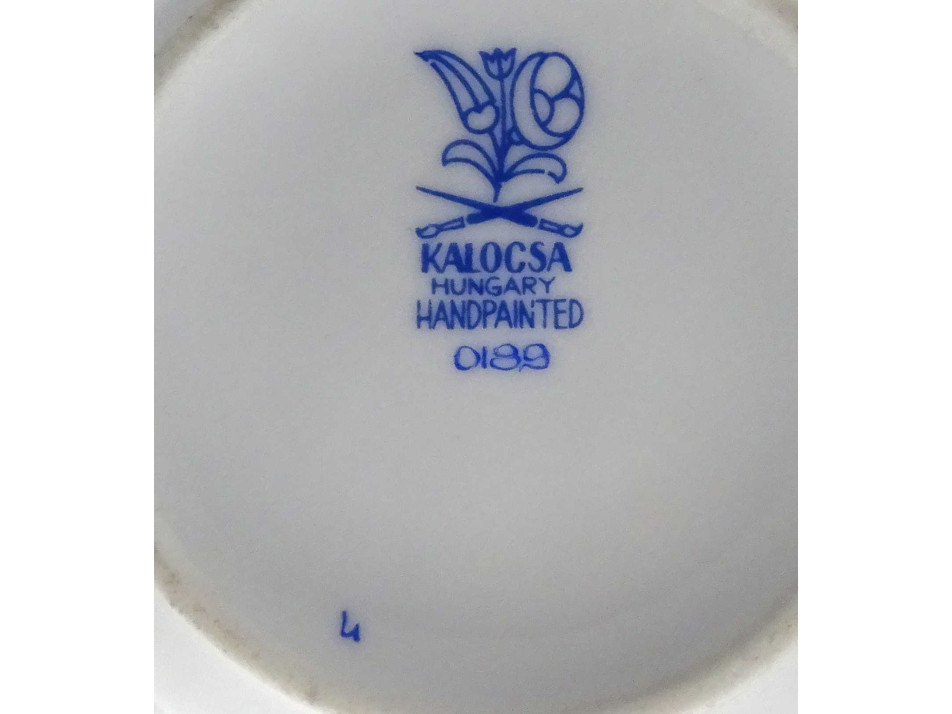 KALOCSA
HUNGARY
HANDPAINTED
0189
4